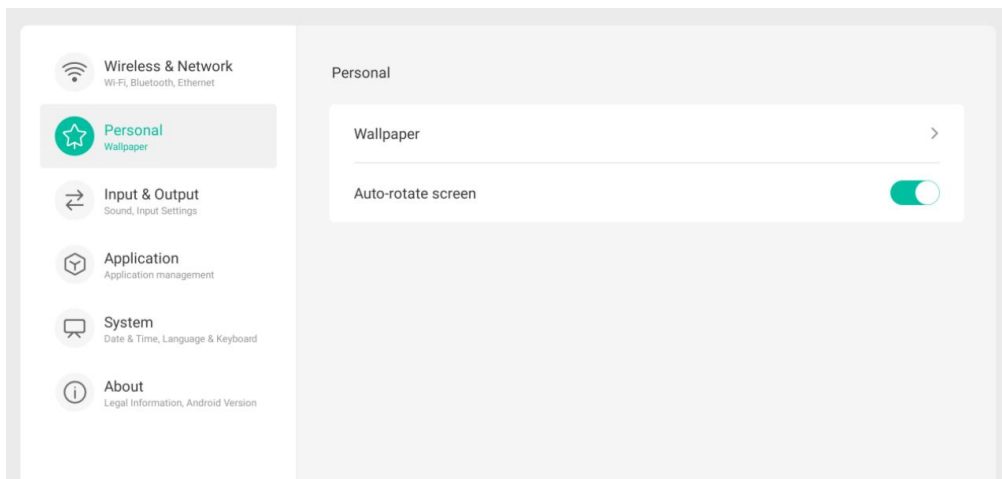 Wireless & Network
Wi-Fi, Bluetooth, Ethernet
Personal
Wallpaper
Input & Output
Sound, Input Settings
Application
Application management
System
Date & Time, Language & Keyboard
About
Legal Information, Android Version
Personal
Wallpaper
Auto-rotate screen